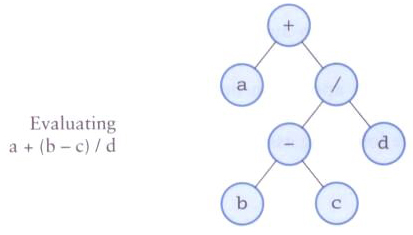 Evaluating
a + (b – c) / d
+
a
/
–
d
b
c